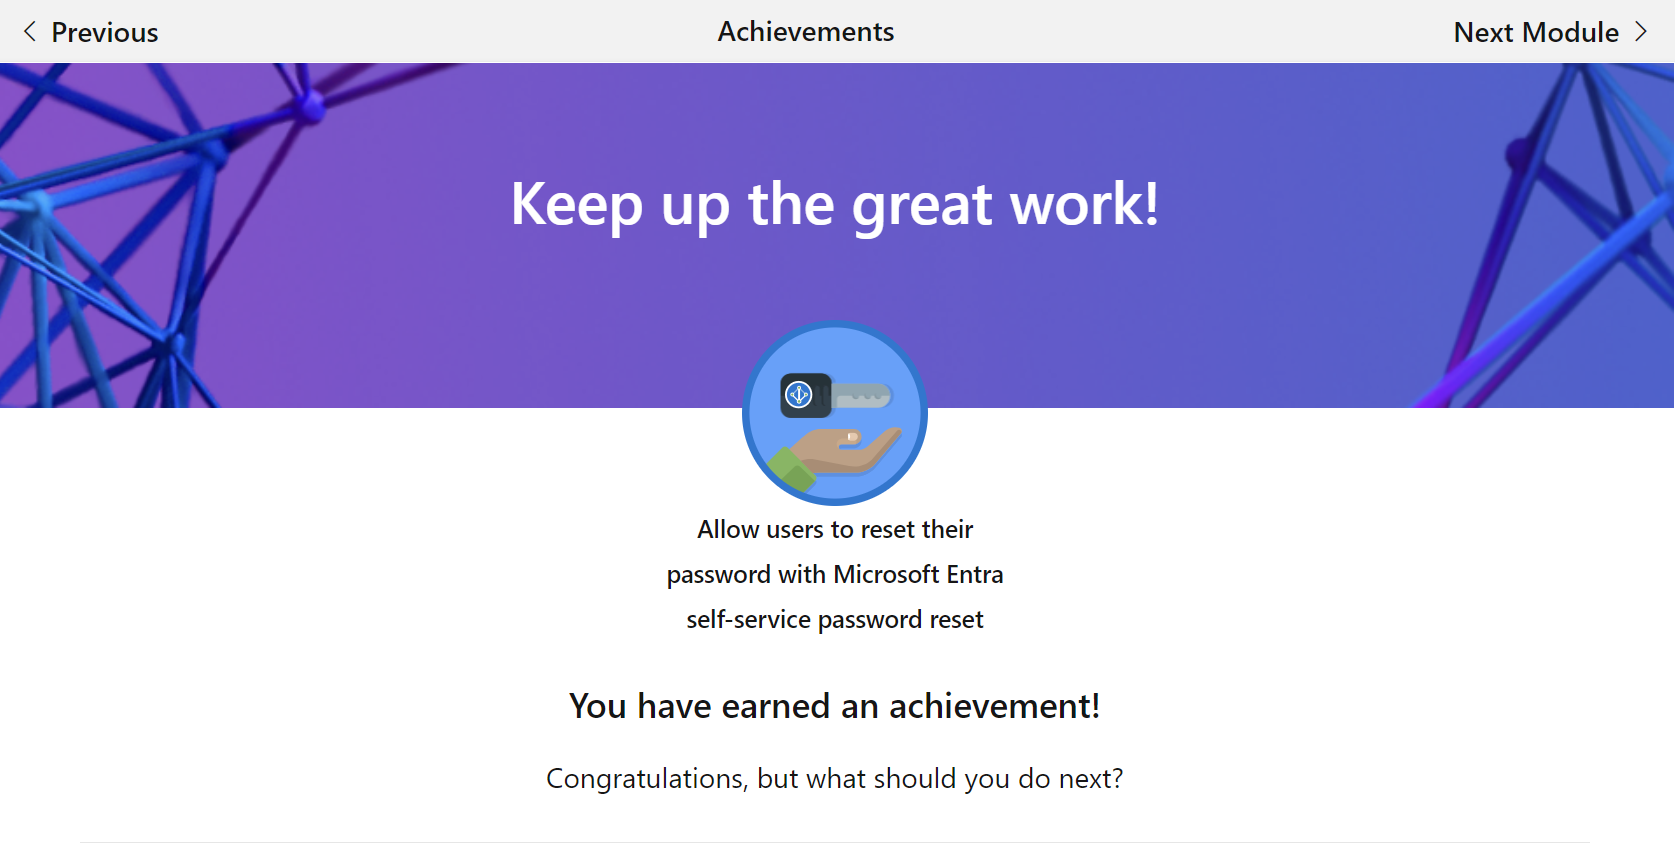 Previous
Achievements
Next Module
Keep up the great work!
Allow users to reset their
password with Microsoft Entra
self-service password reset
You have earned an achievement!
Congratulations, but what should you do next?